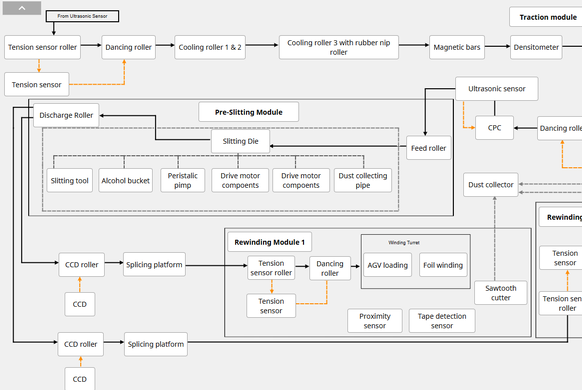 From Ultrasonic Sensor
Traction module
Tension sensor roller
Dancing roller
Cooling roller 1 & 2
Cooling roller 3 with rubber nip
roller
Magnetic bars
Densitometer
Tension sensor
Ultrasonic sensor
Discharge Roller
Pre-Slitting Module
CPC
Dancing rolle
Slitting Die
Feed roller
Slitting tool
Alcohol bucket
Peristalic
pimp
Drive motor
compoents
Drive motor
compoents
Dust collecting
pipe
Dust collector
Rewinding
Rewinding Module 1
Winding Turret
CCD roller
Splicing platform
Tension
sensor roller
Dancing
roller
AGV loading
Foil winding
Tension
sensor
CCD
Tension
sensor
Sawtooth
cutter
Tension sen
roller
Proximity
sensor
Tape detection
sensor
CCD roller
Splicing platform
CCD